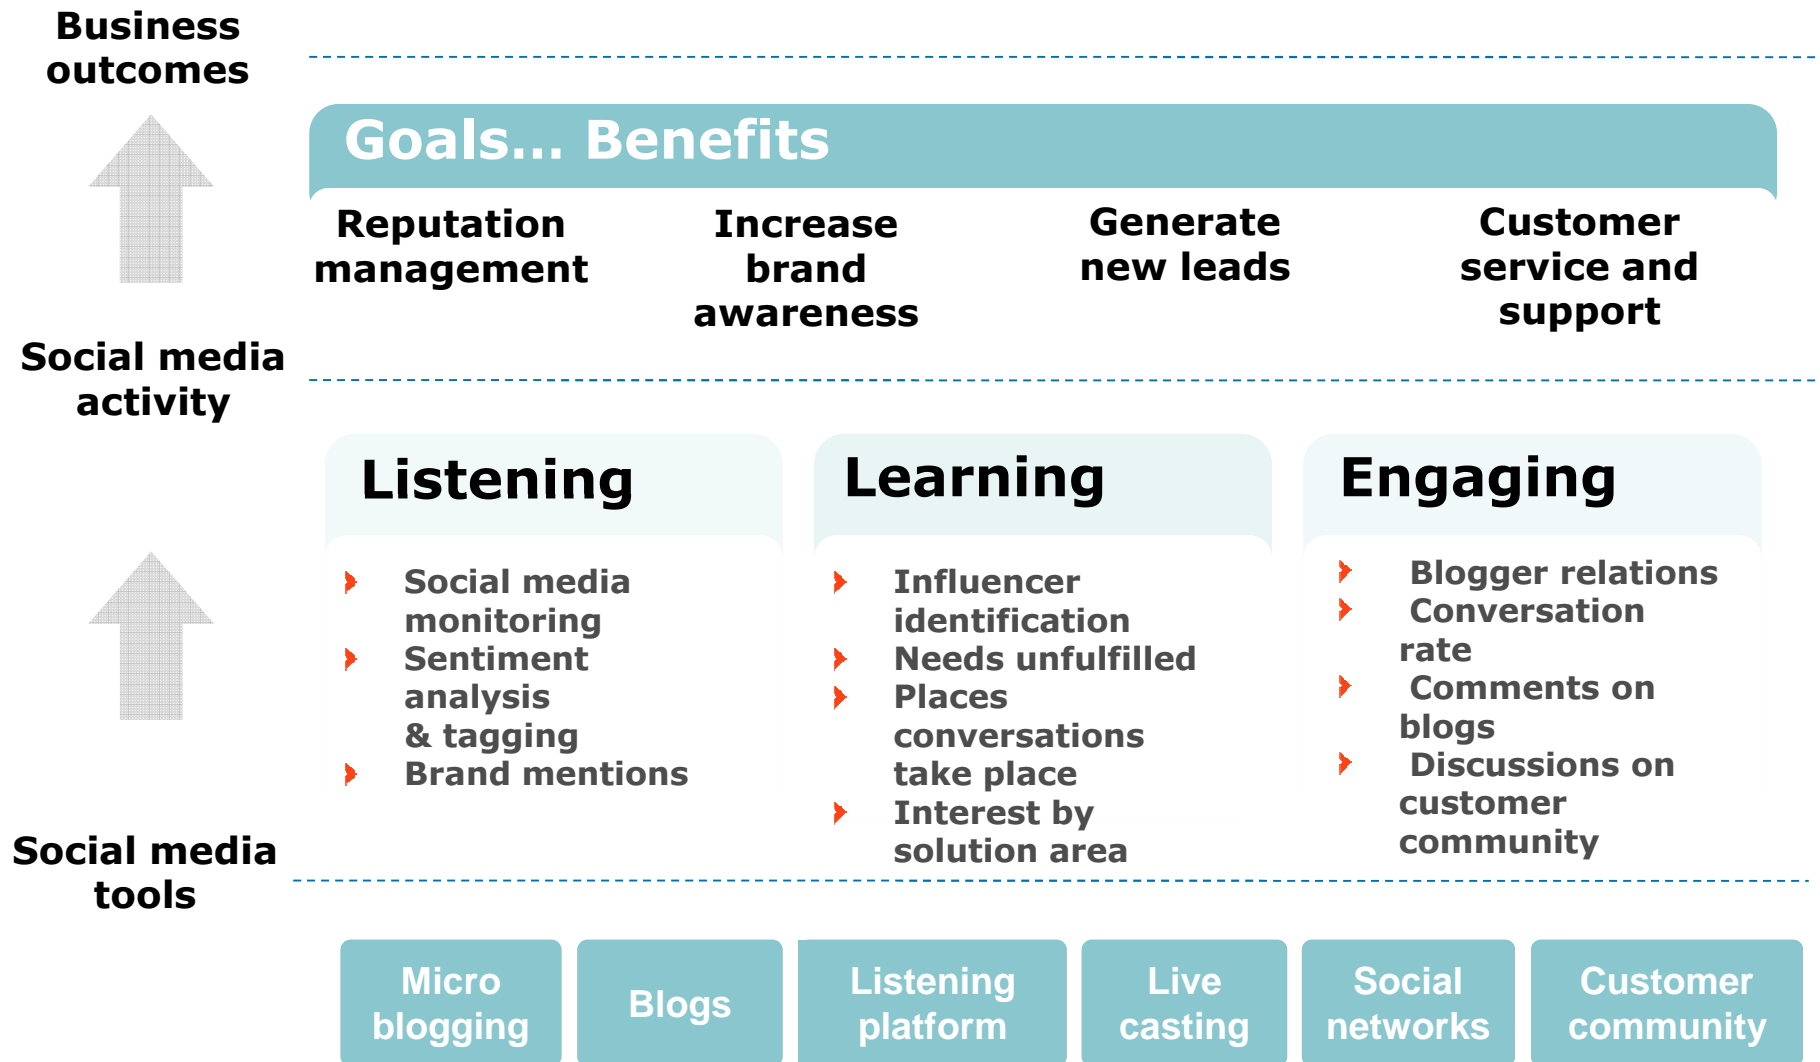 Business
outcomes
Goals... Benefits
Reputation
management
Increase
brand
awareness
Generate
new leads
Customer
service and
support
Social media
activity
Listening
Social media
monitoring
Sentiment
analysis
& tagging
Brand mentions
Learning
Influencer
identification
Needs unfulfilled
Places
conversations
take place
Interest by
solution area
Engaging
Blogger relations
Conversation
rate
Comments on
blogs
Discussions on
customer
community
Social media
tools
Micro
blogging
Blogs
Listening
platform
Live
casting
Social
networks
Customer
community